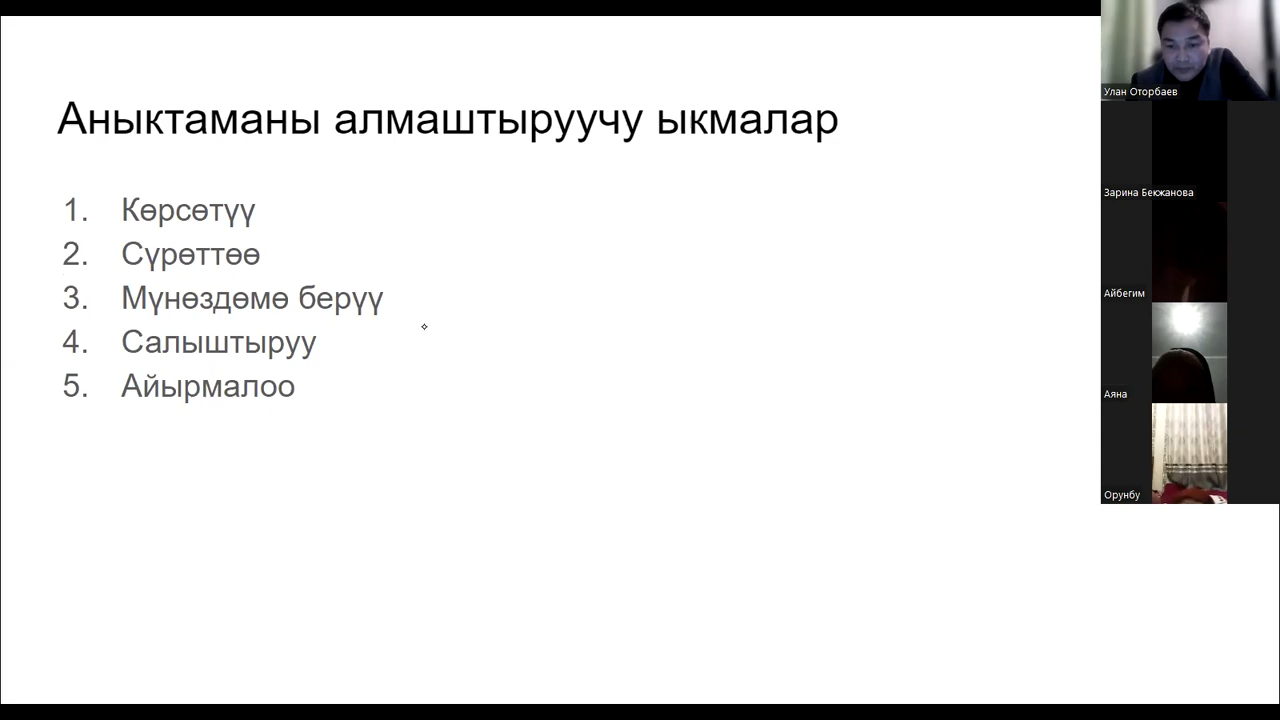 Аныктаманы алмаштыруучу ыкмалар
1. Көрсөтүү
2. Сүрөттөө
3. Мүнөздөмө берүү
4. Салыштыруу
5. Айырмалоо
Улан Оторбаев
Зарина Бекжанова
Айбегим
Аяна
Орунбу